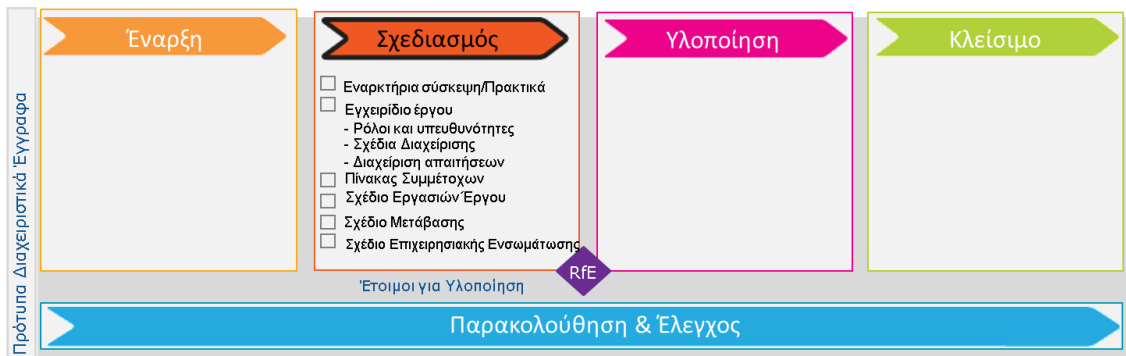 Πρότυπα Διαχειριστικά Έγγραφα
Έναρξη
Σχεδιασμός
Υλοποίηση
Κλείσιμο
Εναρκτήρια σύσκεψη/Πρακτικά
Εγχειρίδιο έργου
- Ρόλοι και υπευθυνότητες
- Σχέδια Διαχείρισης
- Διαχείριση απαιτήσεων
Πίνακας Συμμέτοχων
Σχέδιο Εργασιών Έργου
Σχέδιο Μετάβασης
Σχέδιο Επιχειρησιακής Ενσωμάτωσης
RfE
Έτοιμοι για Υλοποίηση
Παρακολούθηση & Έλεγχος